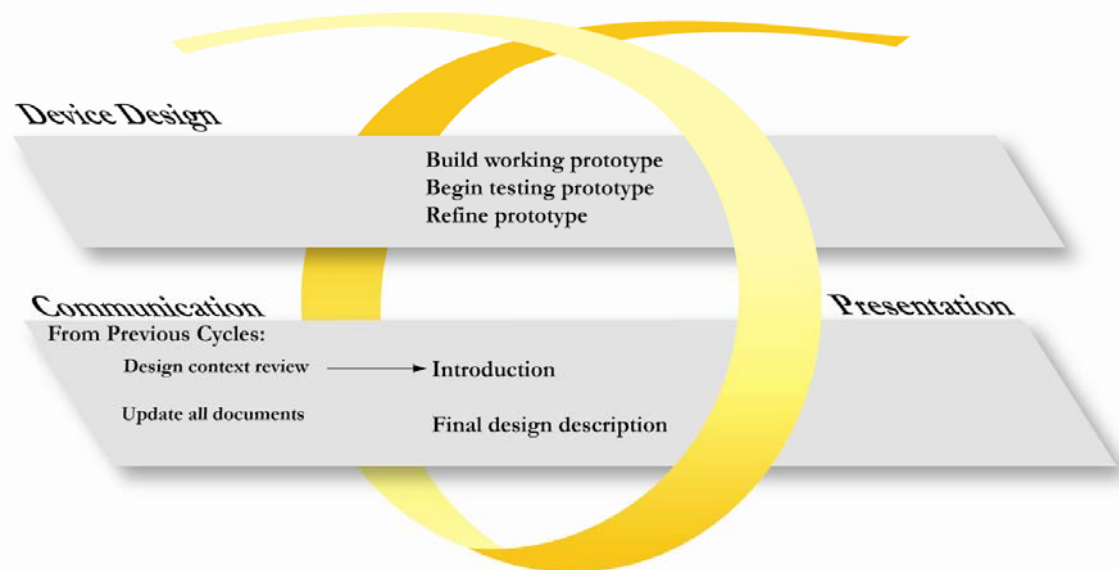 Device Design
Build working prototype
Begin testing prototype
Refine prototype
Communication
Presentation
From Previous Cycles:
Design context review
Introduction
Update all documents
Final design description